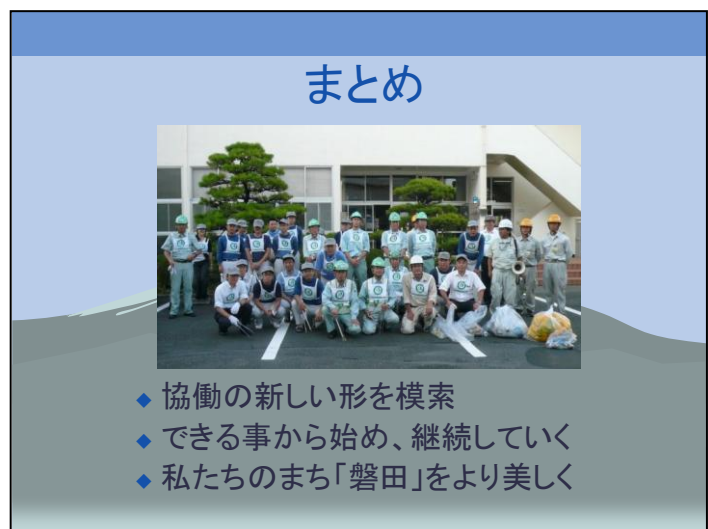 まとめ
協働の新しい形を模索
できる事から始め、継続していく
私たちのまち「磐田」をより美しく